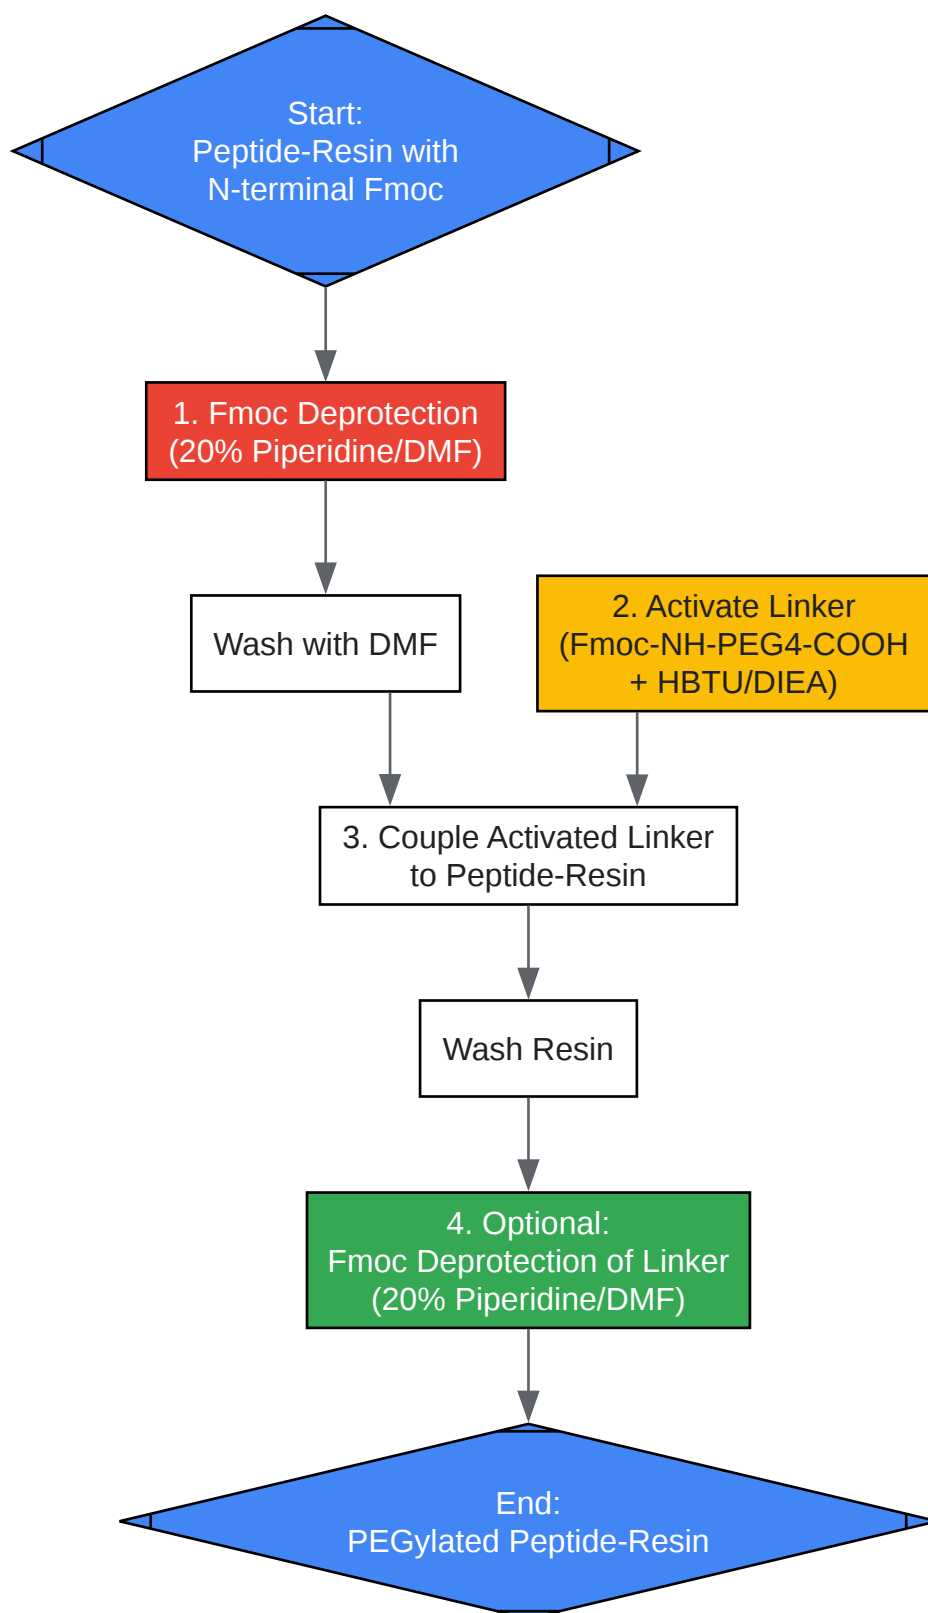 Start:
Peptide-Resin with
N-terminal Fmoc
1. Fmoc Deprotection
(20% Piperidine/DMF)
Wash with DMF
2. Activate Linker
(Fmoc-NH-PEG4-COOH
+ HBTU/DIEA)
3. Couple Activated Linker
to Peptide-Resin
Wash Resin
4. Optional:
Fmoc Deprotection of Linker
(20% Piperidine/DMF)
End:
PEGylated Peptide-Resin